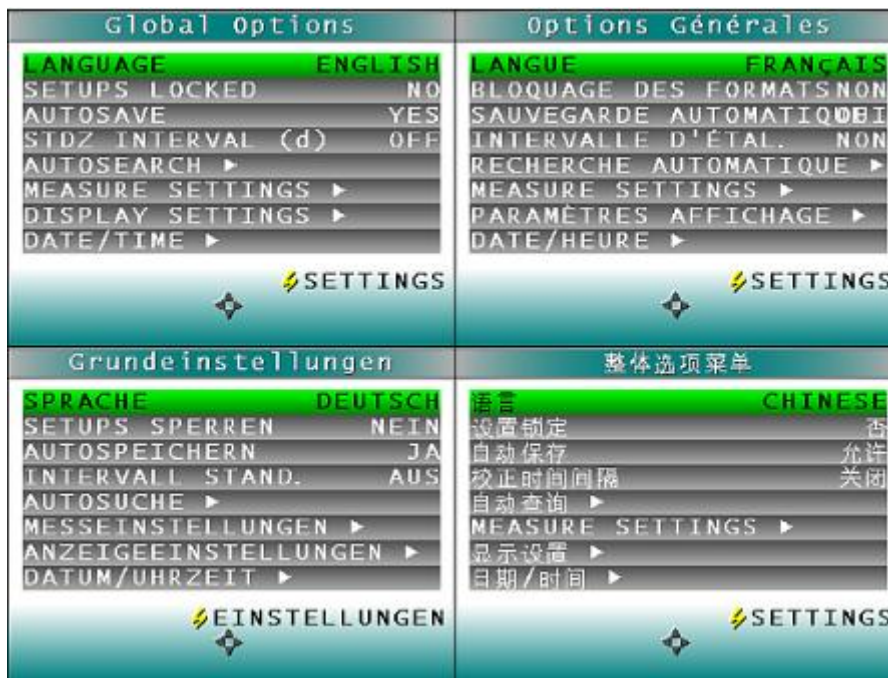 Global Options
LANGUAGE ENGLISH
SETUPS LOCKED NO
AUTOSAVE YES
STDZ INTERVAL (d) OFF
AUTOSEARCH ▶
MEASURE SETTINGS ▶
DISPLAY SETTINGS ▶
DATE/TIME ▶
SETTINGS
Options Générales
LANGUE FRANÇAIS
BLOQUAGE DES FORMATS NON
SAUVEGARDE AUTOMATIQUE
INTERVALLE D'ÉTAL. NON
RECHERCHE AUTOMATIQUE ▶
MEASURE SETTINGS ▶
PARAMÈTRES AFFICHAGE ▶
DATE/HEURE ▶
SETTINGS
Grundeinstellungen
SPRACHE DEUTSCH
SETUPS SPERREN NEIN
AUTOSPEICHERN JA
INTERVALL STAND. AUS
AUTOSUCHE ▶
MESSEINSTELLUNGEN ▶
ANZEIGEEINSTELLUNGEN ▶
DATUM/UHRZEIT ▶
EINSTELLUNGEN
整体选项菜单
语言 CHINESE
设置锁定 否
自动保存 允许
校正时间间隔 关闭
自动查询 ▶
MEASURE SETTINGS ▶
显示设置 ▶
日期/时间 ▶
SETTINGS